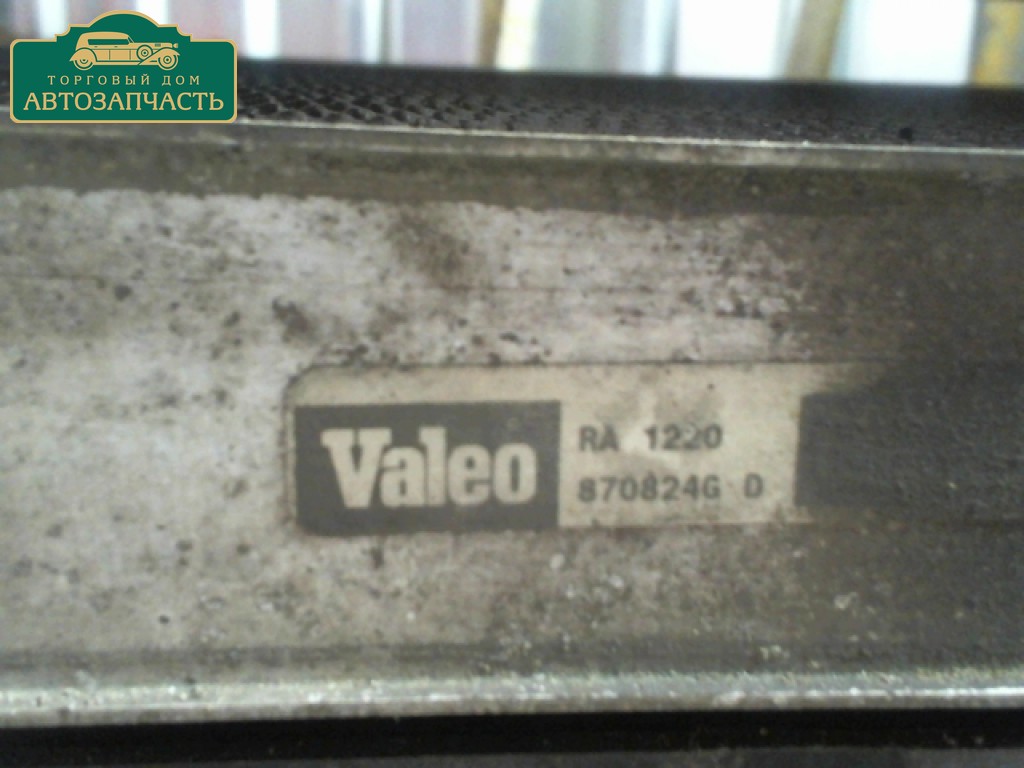 ТОРГОВЫЙ ДОМ
АВТОЗАПЧАСТЬ
Valeo
RA 1220
870824G D